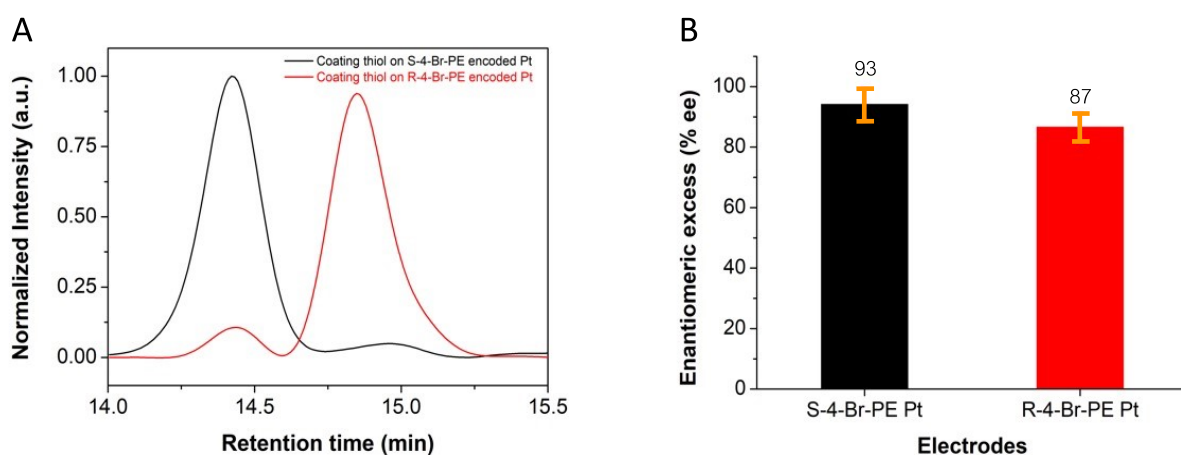 A
Normalized Intensity (a.u.)
1.00
0.75
0.50
0.25
0.00
Coating thiol on S-4-Br-PE encoded Pt
Coating thiol on R-4-Br-PE encoded Pt
14.0 14.5 15.0 15.5
Retention time (min)
B
Enantiomeric excess (% ee)
100
80
60
40
20
0
93
87
S-4-Br-PE Pt R-4-Br-PE Pt
Electrodes